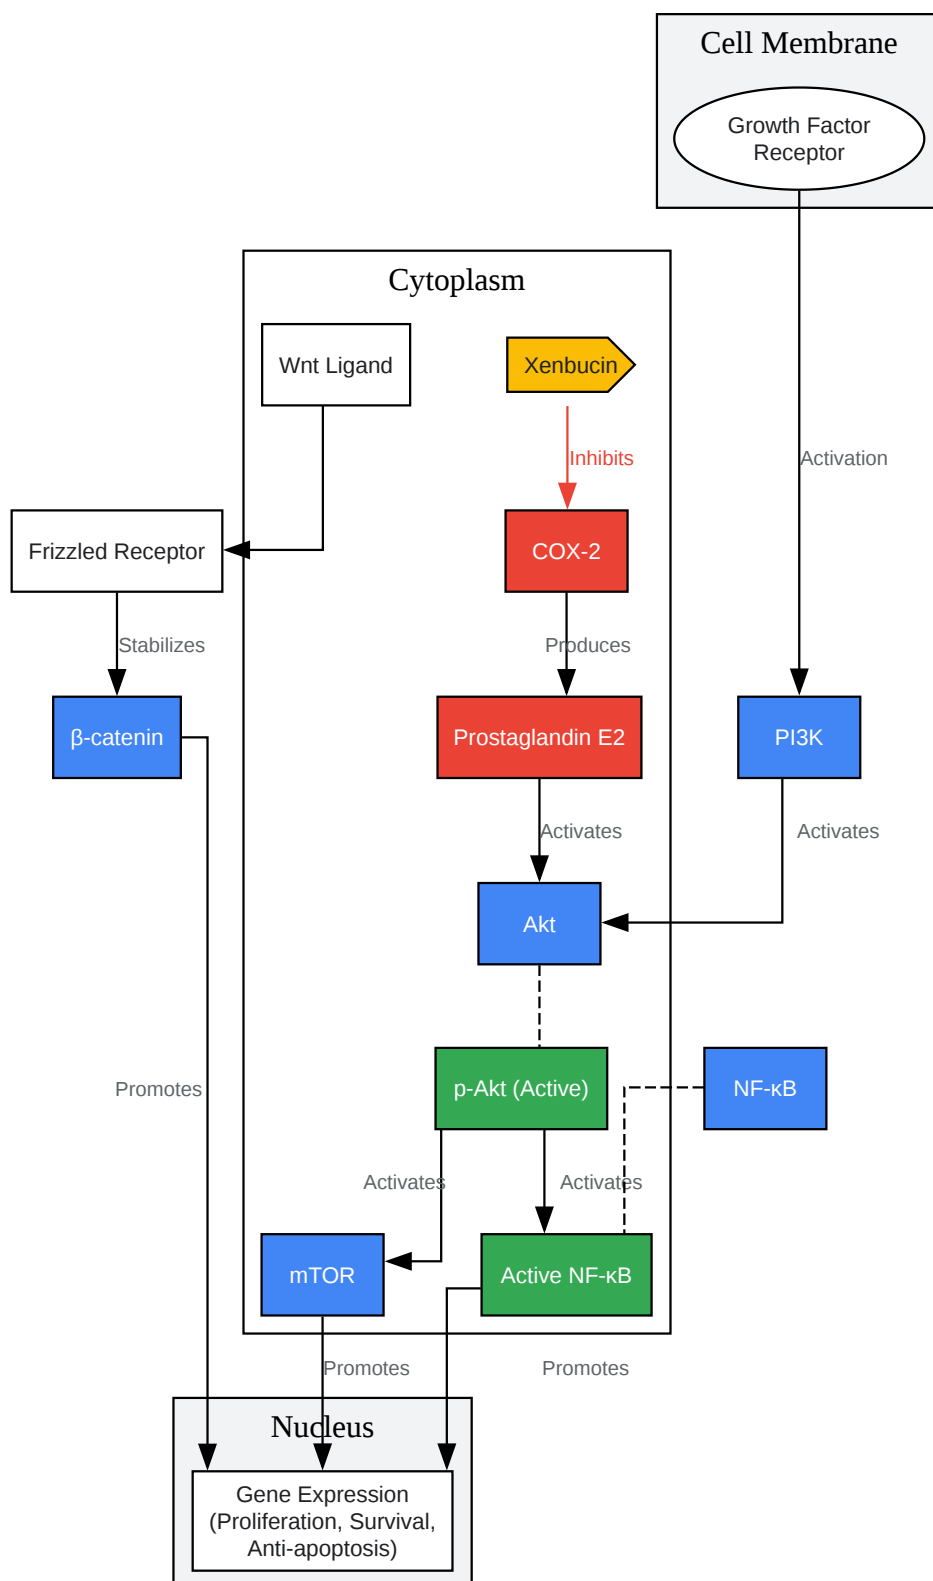 Cell Membrane
Growth Factor
Receptor
Cytoplasm
Wnt Ligand
Xenbucin
Inhibits
Activation
Frizzled Receptor
COX-2
Stabilizes
Produces
β-catenin
Prostaglandin E2
PI3K
Activates
Activates
Akt
p-Akt (Active)
NF-κB
Promotes
Activates
Activates
mTOR
Active NF-κB
Promotes
Promotes
Nucleus
Gene Expression
(Proliferation, Survival,
Anti-apoptosis)